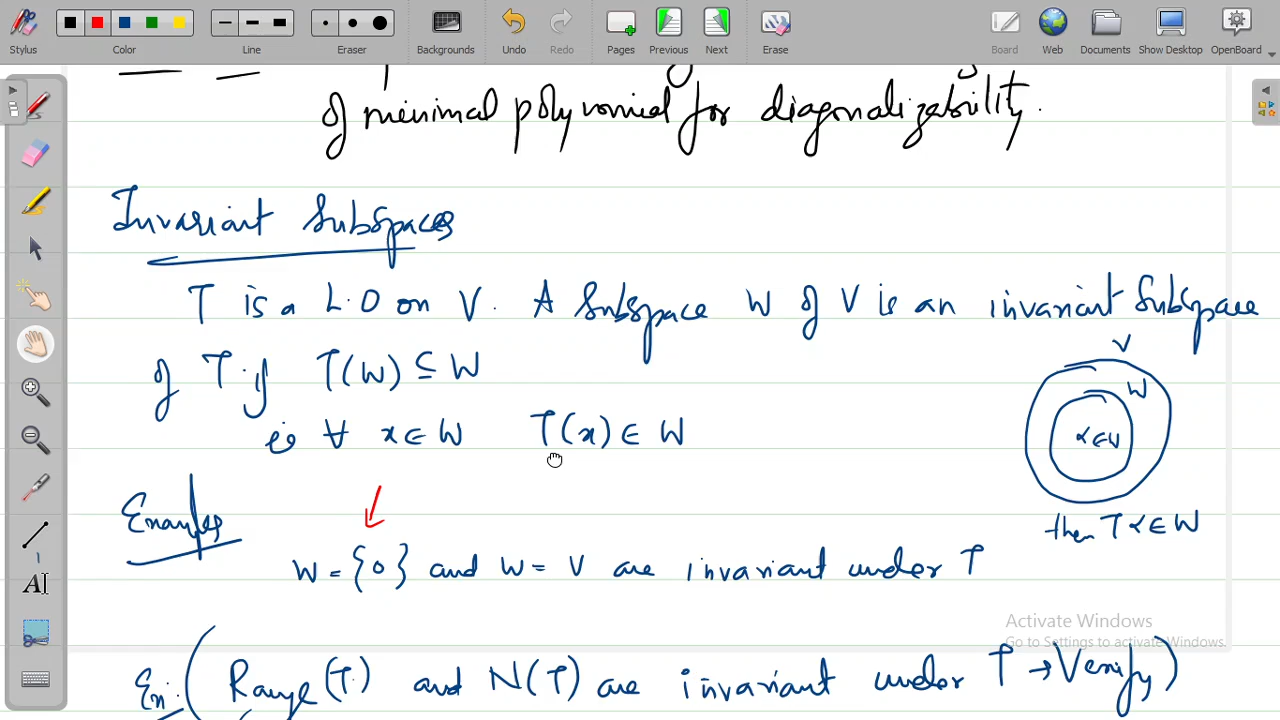 Stylus
Color
Line
Eraser
Backgrounds
Undo
Redo
Pages
Previous
Next
Erase
Board
Web
Documents
Show Desktop
OpenBoard
of minimal polynomial for diagonalizability.
Invariant Subspaces
T is a L.O on V. A Subspace W of V is an invariant Subspace
of T if T(W) ⊆ W
ie ∀ x ∈ W T(x) ∈ W
V
W
α∈W
then T α ∈ W
Examples
W = {0} and W = V are invariant under T
Activate Windows
Go to Settings to activate Windows.
Ex: (Range(T) and N(T) are invariant under T → Verify)